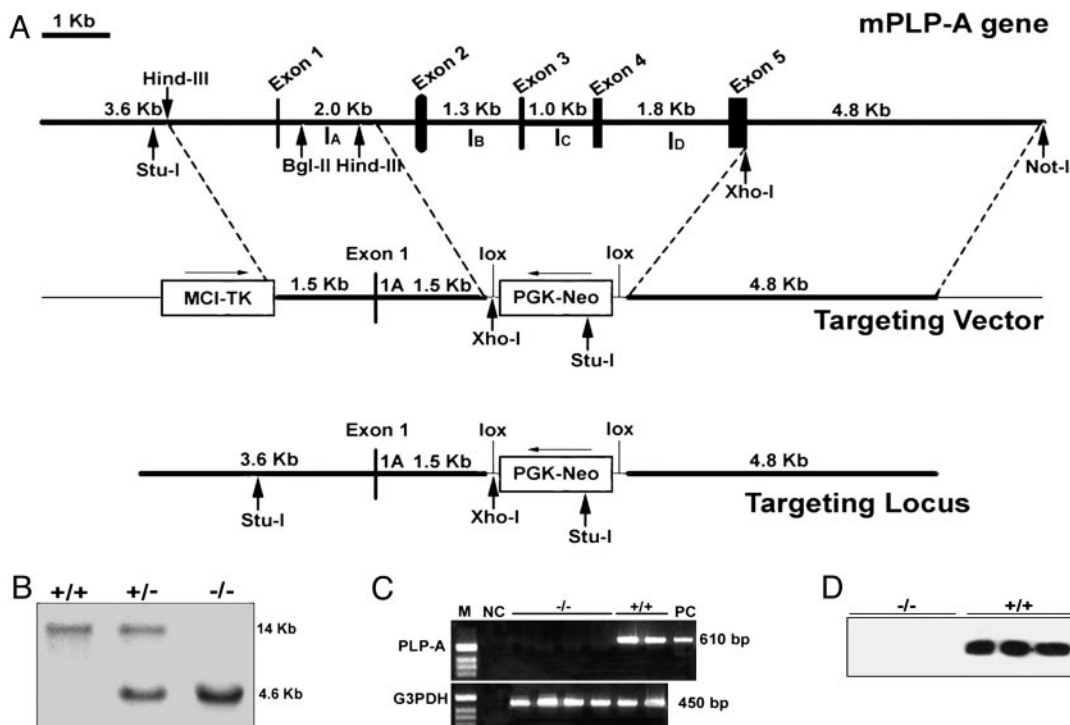 A
1 Kb
mPLP-A gene
Hind-III
Exon 1
Exon 2
Exon 3
Exon 4
Exon 5
3.6 Kb
2.0 Kb
1.3 Kb
1.0 Kb
1.8 Kb
4.8 Kb
IA
IB
IC
ID
Stu-I
Bgl-II
Hind-III
Xho-I
Not-I
Exon 1
lox
lox
MCI-TK
1.5 Kb
1A
1.5 Kb
PGK-Neo
4.8 Kb
Xho-I
Stu-I
Targeting Vector
Exon 1
lox
lox
3.6 Kb
1A
1.5 Kb
PGK-Neo
4.8 Kb
Stu-I
Xho-I
Stu-I
Targeting Locus
B
+/+
+/-
-/-
14 Kb
4.6 Kb
C
M
NC
-/-
+/+
PC
PLP-A
610 bp
G3PDH
450 bp
D
-/-
+/+